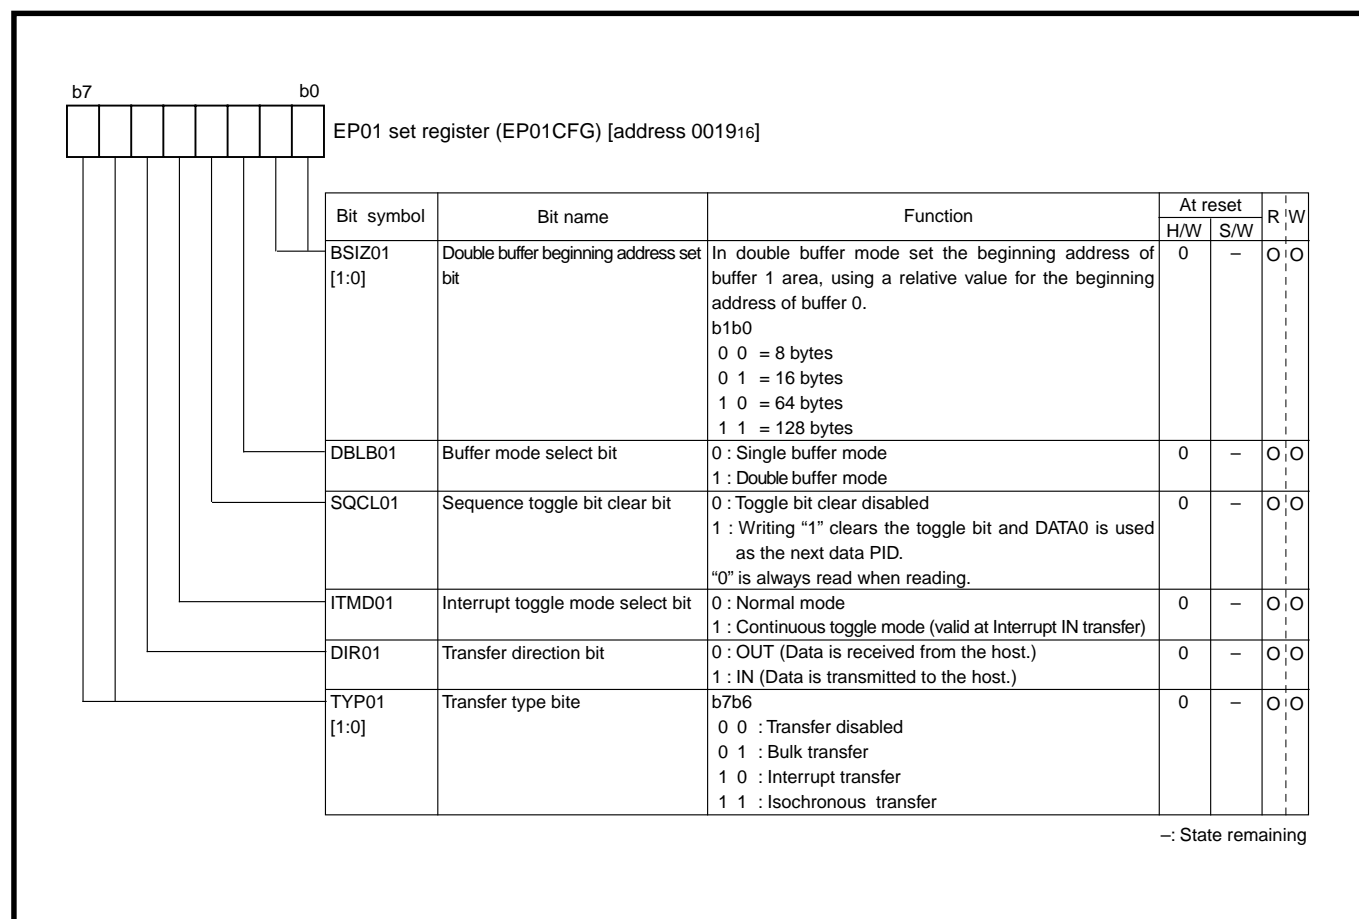 b7 b0
EP01 set register (EP01CFG) [address 001916]
Bit symbol Bit name Function At reset R W
H/W S/W
BSIZ01 Double buffer beginning address set In double buffer mode set the beginning address of 0 – O O
[1:0] bit buffer 1 area, using a relative value for the beginning
address of buffer 0.
b1b0
0 0 = 8 bytes
0 1 = 16 bytes
1 0 = 64 bytes
1 1 = 128 bytes
DBLB01 Buffer mode select bit 0 : Single buffer mode 0 – O O
1 : Double buffer mode
SQCL01 Sequence toggle bit clear bit 0 : Toggle bit clear disabled 0 – O O
1 : Writing “1” clears the toggle bit and DATA0 is used
as the next data PID.
“0” is always read when reading.
ITMD01 Interrupt toggle mode select bit 0 : Normal mode 0 – O O
1 : Continuous toggle mode (valid at Interrupt IN transfer)
DIR01 Transfer direction bit 0 : OUT (Data is received from the host.) 0 – O O
1 : IN (Data is transmitted to the host.)
TYP01 Transfer type bite b7b6 0 – O O
[1:0] 0 0 : Transfer disabled
0 1 : Bulk transfer
1 0 : Interrupt transfer
1 1 : Isochronous transfer
–: State remaining